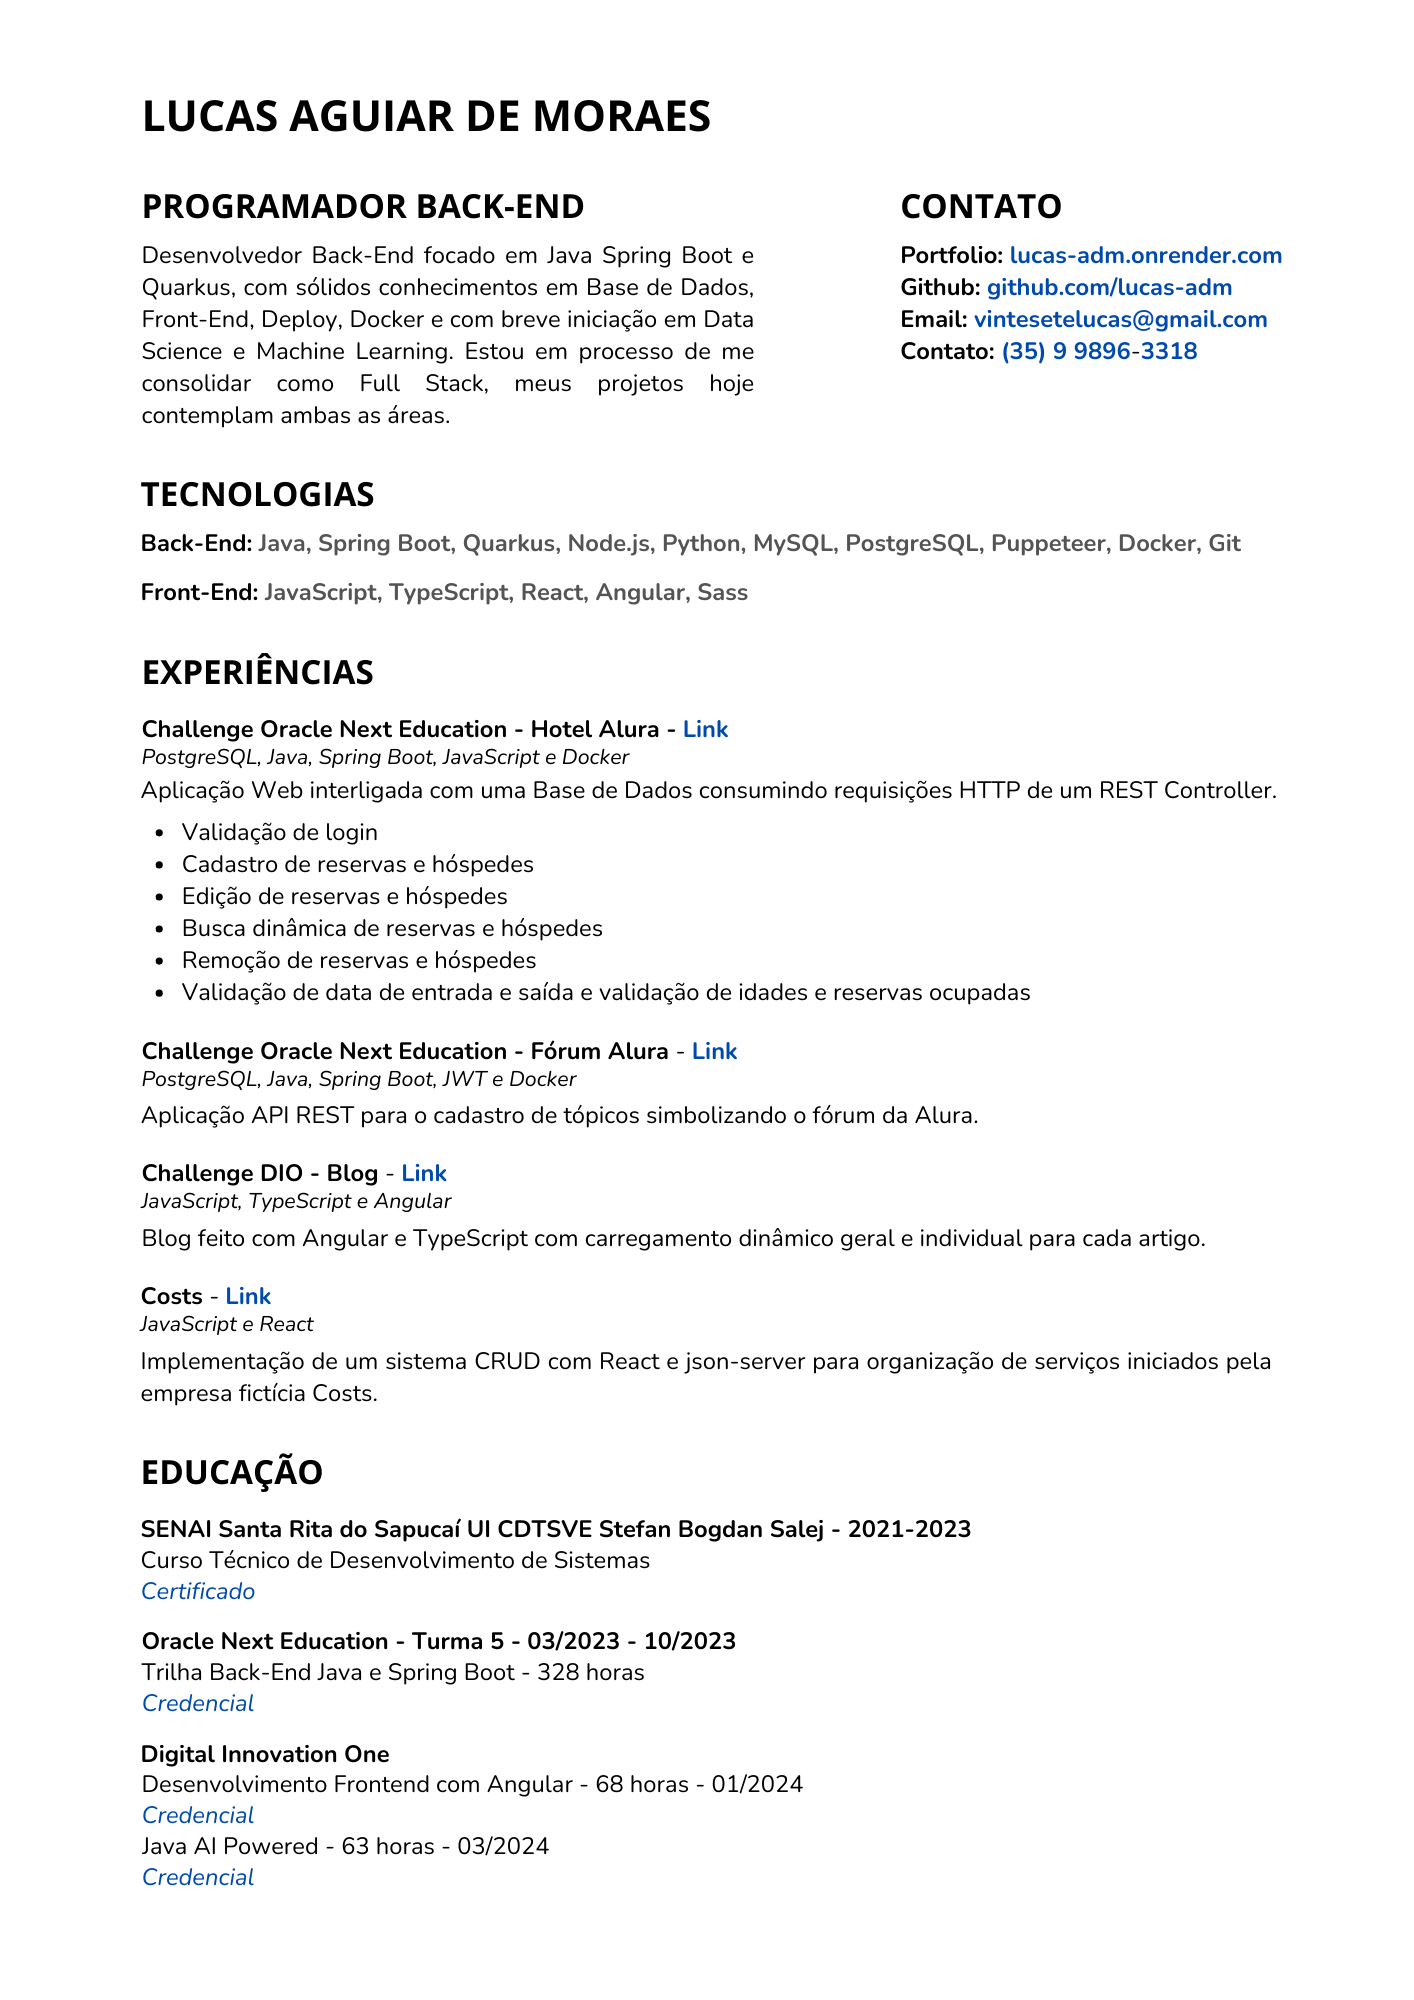 LUCAS AGUIAR DE MORAES
PROGRAMADOR BACK-END
Desenvolvedor Back-End focado em Java Spring Boot e
Quarkus, com sólidos conhecimentos em Base de Dados,
Front-End, Deploy, Docker e com breve iniciação em Data
Science e Machine Learning. Estou em processo de me
consolidar como Full Stack, meus projetos hoje
contemplam ambas as áreas.
CONTATO
Portfolio: lucas-adm.onrender.com
Github: github.com/lucas-adm
Email: vintesetelucas@gmail.com
Contato: (35) 9 9896-3318
TECNOLOGIAS
Back-End: Java, Spring Boot, Quarkus, Node.js, Python, MySQL, PostgreSQL, Puppeteer, Docker, Git
Front-End: JavaScript, TypeScript, React, Angular, Sass
EXPERIÊNCIAS
Challenge Oracle Next Education - Hotel Alura - Link
PostgreSQL, Java, Spring Boot, JavaScript e Docker
Aplicação Web interligada com uma Base de Dados consumindo requisições HTTP de um REST Controller.
• Validação de login
• Cadastro de reservas e hóspedes
• Edição de reservas e hóspedes
• Busca dinâmica de reservas e hóspedes
• Remoção de reservas e hóspedes
• Validação de data de entrada e saída e validação de idades e reservas ocupadas
Challenge Oracle Next Education - Fórum Alura - Link
PostgreSQL, Java, Spring Boot, JWT e Docker
Aplicação API REST para o cadastro de tópicos simbolizando o fórum da Alura.
Challenge DIO - Blog - Link
JavaScript, TypeScript e Angular
Blog feito com Angular e TypeScript com carregamento dinâmico geral e individual para cada artigo.
Costs - Link
JavaScript e React
Implementação de um sistema CRUD com React e json-server para organização de serviços iniciados pela
empresa fictícia Costs.
EDUCAÇÃO
SENAI Santa Rita do Sapucaí UI CDTSVE Stefan Bogdan Salej - 2021-2023
Curso Técnico de Desenvolvimento de Sistemas
Certificado
Oracle Next Education - Turma 5 - 03/2023 - 10/2023
Trilha Back-End Java e Spring Boot - 328 horas
Credencial
Digital Innovation One
Desenvolvimento Frontend com Angular - 68 horas - 01/2024
Credencial
Java AI Powered - 63 horas - 03/2024
Credencial